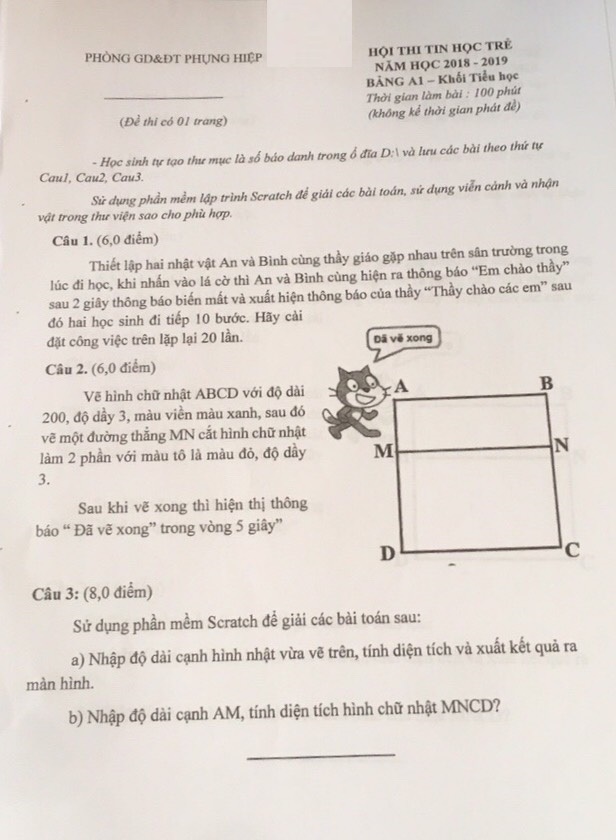 PHÒNG GD&ĐT PHỤNG HIỆP
(Đề thi có 01 trang)
HỘI THI TIN HỌC TRẺ
NĂM HỌC 2018 - 2019
BẢNG A1 – Khối Tiểu học
Thời gian làm bài : 100 phút
(không kể thời gian phát đề)
- Học sinh tự tạo thư mục là số báo danh trong ổ đĩa D:\ và lưu các bài theo thứ tự
Cau1, Cau2, Cau3.
Sử dụng phần mềm lập trình Scratch để giải các bài toán, sử dụng viễn cảnh và nhận
vật trong thư viện sao cho phù hợp.
Câu 1. (6,0 điểm)
Thiết lập hai nhật vật An và Bình cùng thầy giáo gặp nhau trên sân trường trong
lúc đi học, khi nhấn vào lá cờ thì An và Bình cùng hiện ra thông báo “Em chào thầy”
sau 2 giây thông báo biến mất và xuất hiện thông báo của thầy “Thầy chào các em” sau
đó hai học sinh đi tiếp 10 bước. Hãy cài
đặt công việc trên lặp lại 20 lần.
Câu 2. (6,0 điểm)
Vẽ hình chữ nhật ABCD với độ dài
200, độ dầy 3, màu viền màu xanh, sau đó
vẽ một đường thẳng MN cắt hình chữ nhật
làm 2 phần với màu tô là màu đỏ, độ dầy
3.
Sau khi vẽ xong thì hiện thị thông
báo “ Đã vẽ xong” trong vòng 5 giây”
Đã vẽ xong
A B
M N
D C
Câu 3: (8,0 điểm)
Sử dụng phần mềm Scratch để giải các bài toán sau:
a) Nhập độ dài cạnh hình nhật vừa vẽ trên, tính diện tích và xuất kết quả ra
màn hình.
b) Nhập độ dài cạnh AM, tính diện tích hình chữ nhật MNCD?